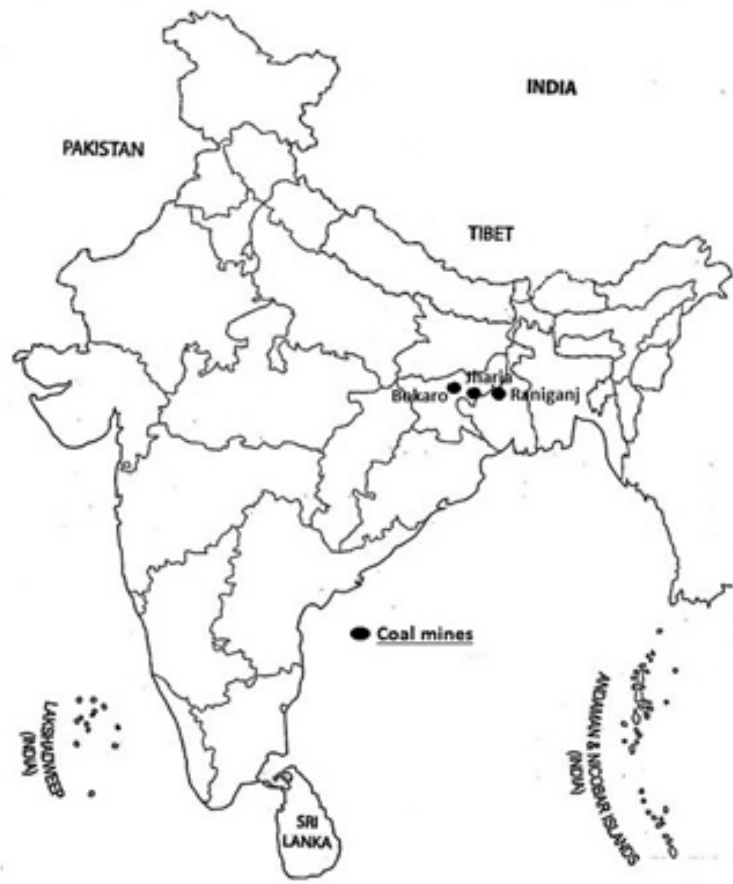 INDIA
PAKISTAN
TIBET
Jharia
Bokaro
Raniganj
Coal mines
LAKSHADWEEP
(INDIA)
ANDAMAN & NICOBAR ISLANDS
(INDIA)
SRI
LANKA